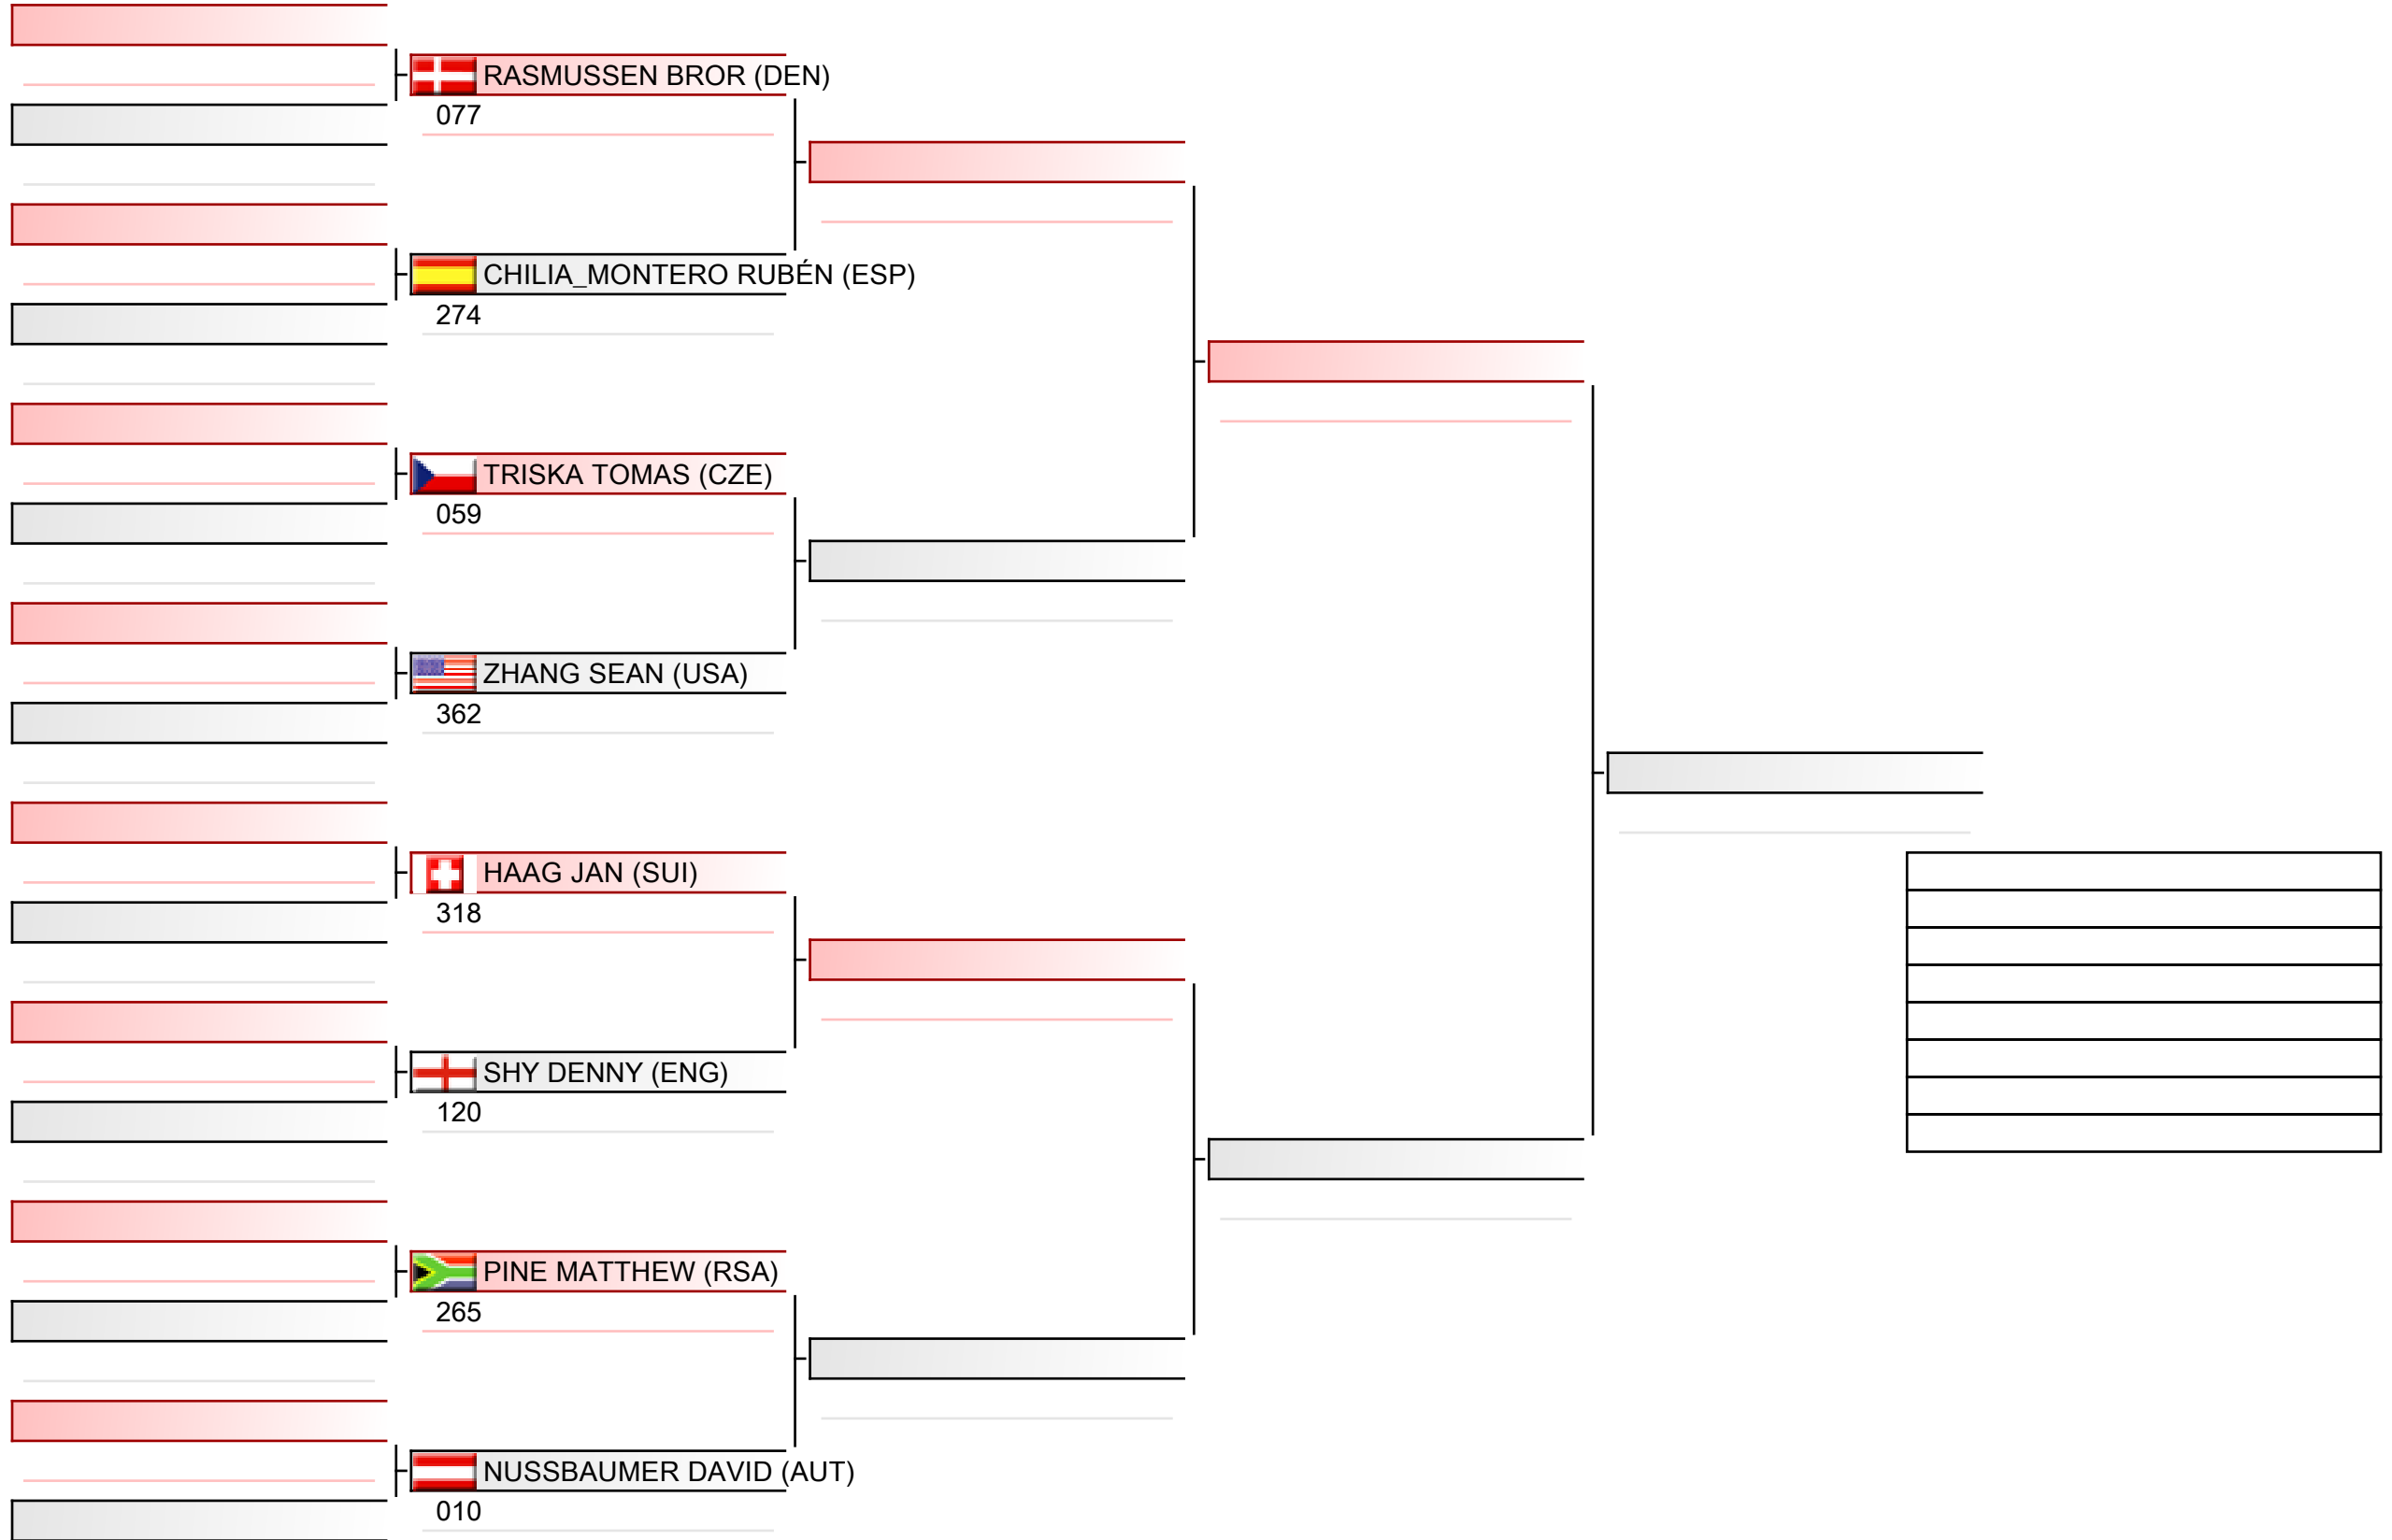 RASMUSSEN BROR (DEN)
077
CHILIA_MONTERO RUBÉN (ESP)
274
TRISKA TOMAS (CZE)
059
ZHANG SEAN (USA)
362
HAAG JAN (SUI)
318
SHY DENNY (ENG)
120
PINE MATTHEW (RSA)
265
NUSSBAUMER DAVID (AUT)
010